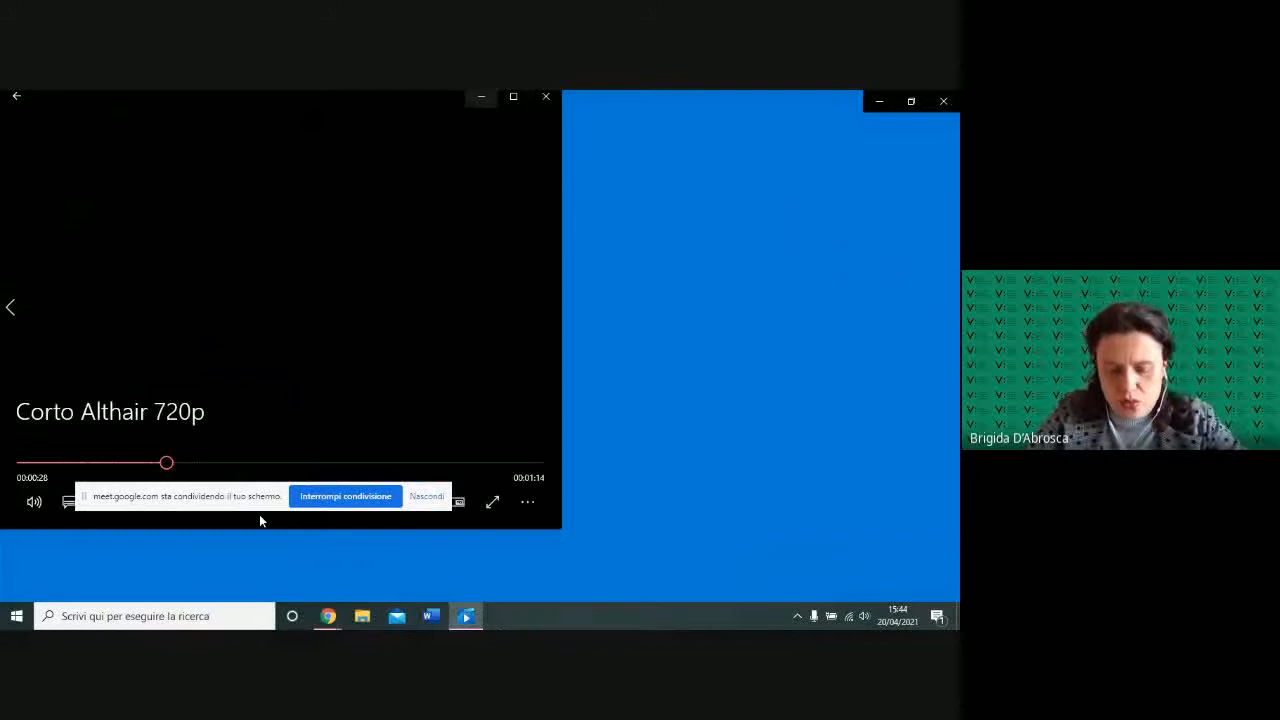 Corto Althair 720p
00:00:28
00:01:14
meet.google.com sta condividendo il tuo schermo.
Interrompi condivisione
Nascondi
Scrivi qui per eseguire la ricerca
15:44
20/04/2021
Brigida D'Abrosca